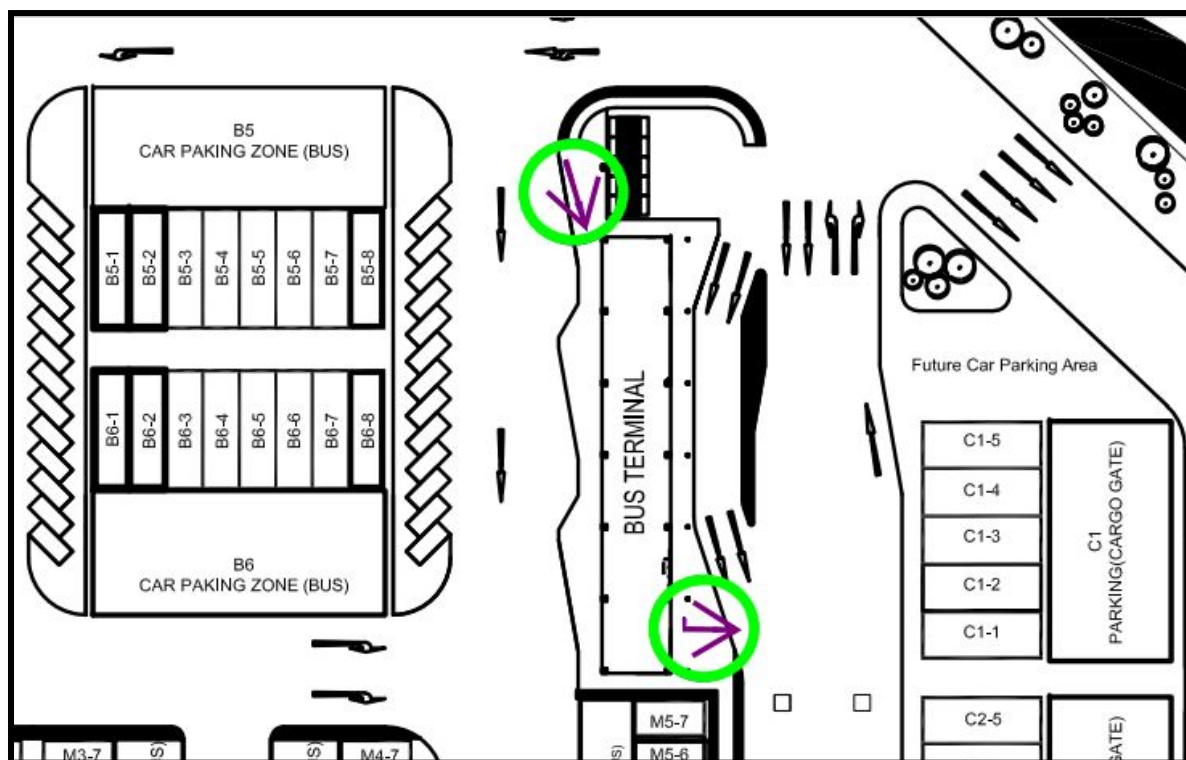 B5
CAR PAKING ZONE (BUS)
B5-1
B5-2
B5-3
B5-4
B5-5
B5-6
B5-7
B5-8
B6-1
B6-2
B6-3
B6-4
B6-5
B6-6
B6-7
B6-8
B6
CAR PAKING ZONE (BUS)
BUS TERMINAL
Future Car Parking Area
C1-5
C1-4
C1-3
C1-2
C1-1
C1
PARKING(CARGO GATE)
C2-5
GATE)
M5-7
M5-6
M3-7
M4-7
S)
S)
S)